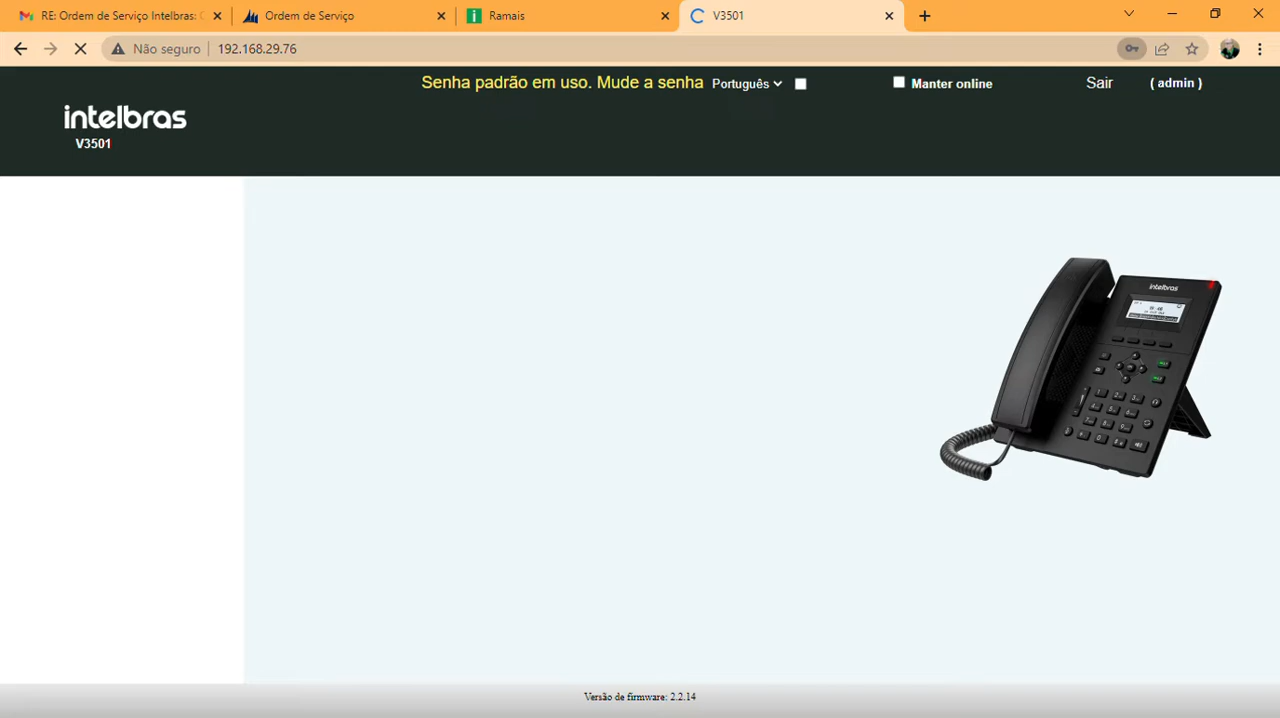 RE: Ordem de Serviço Intelbras:
Ordem de Serviço
Ramais
V3501
Não seguro
192.168.29.76
Senha padrão em uso. Mude a senha
Português
Manter online
Sair
( admin )
intelbras
V3501
intelbras
Versão de firmware: 2.2.14